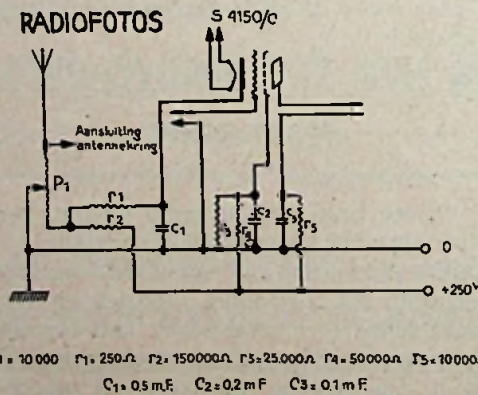 RADIOFOTOS
S 4150/C
Aansluiting
antennekring
P1
r1
r2
C1
r3
r4
C2
C3
r5
0
+250V
1 = 10000 r1 = 250Ω r2 = 150000Ω r3 = 25.000Ω r4 = 50000Ω r5 = 10000
C1 = 0,5 mF. C2 = 0,2 mF C3 = 0,1 mF.